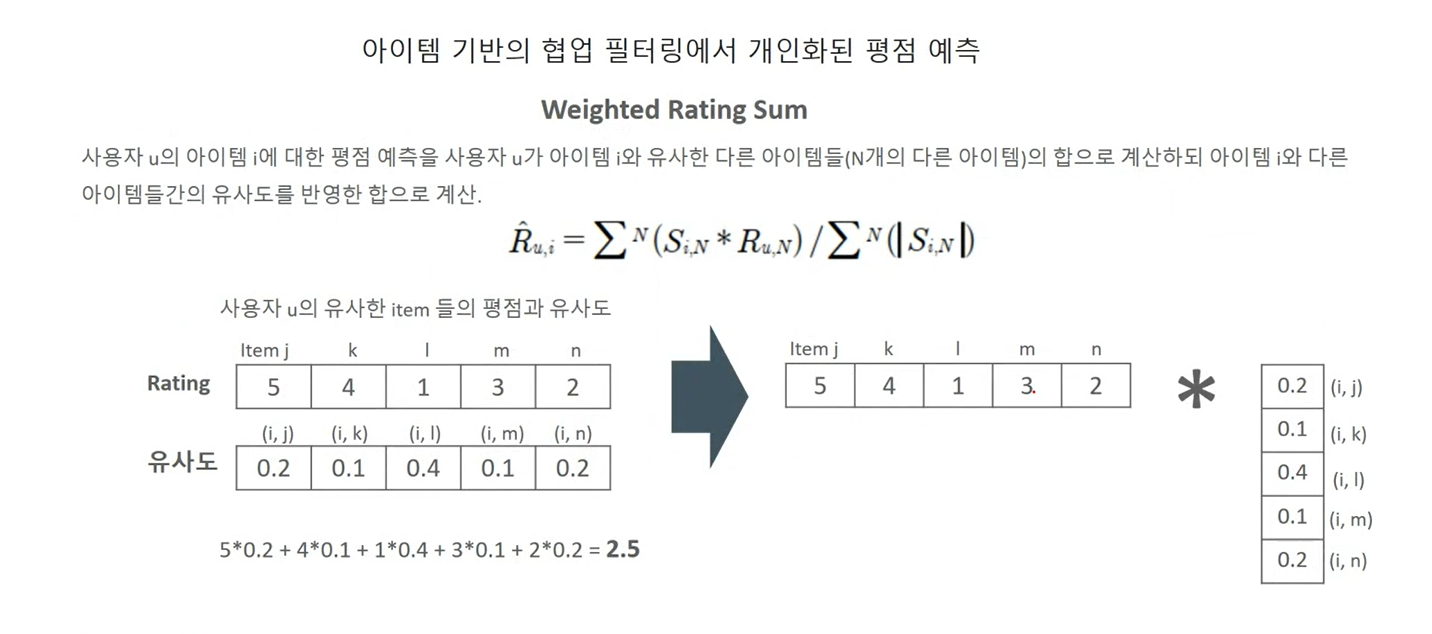 아이템 기반의 협업 필터링에서 개인화된 평점 예측
Weighted Rating Sum
사용자 u의 아이템 i에 대한 평점 예측을 사용자 u가 아이템 i와 유사한 다른 아이템들(N개의 다른 아이템)의 합으로 계산하되 아이템 i와 다른
아이템들간의 유사도를 반영한 합으로 계산.
R̂u,i = ∑ N (Si,N * Ru,N) / ∑ N (|Si,N|)
사용자 u의 유사한 item 들의 평점과 유사도
Item j k l m n
Rating 5 4 1 3 2
(i, j) (i, k) (i, l) (i, m) (i, n)
유사도 0.2 0.1 0.4 0.1 0.2
5*0.2 + 4*0.1 + 1*0.4 + 3*0.1 + 2*0.2 = 2.5
Item j k l m n
5 4 1 3 2
*
0.2 (i, j)
0.1 (i, k)
0.4 (i, l)
0.1 (i, m)
0.2 (i, n)